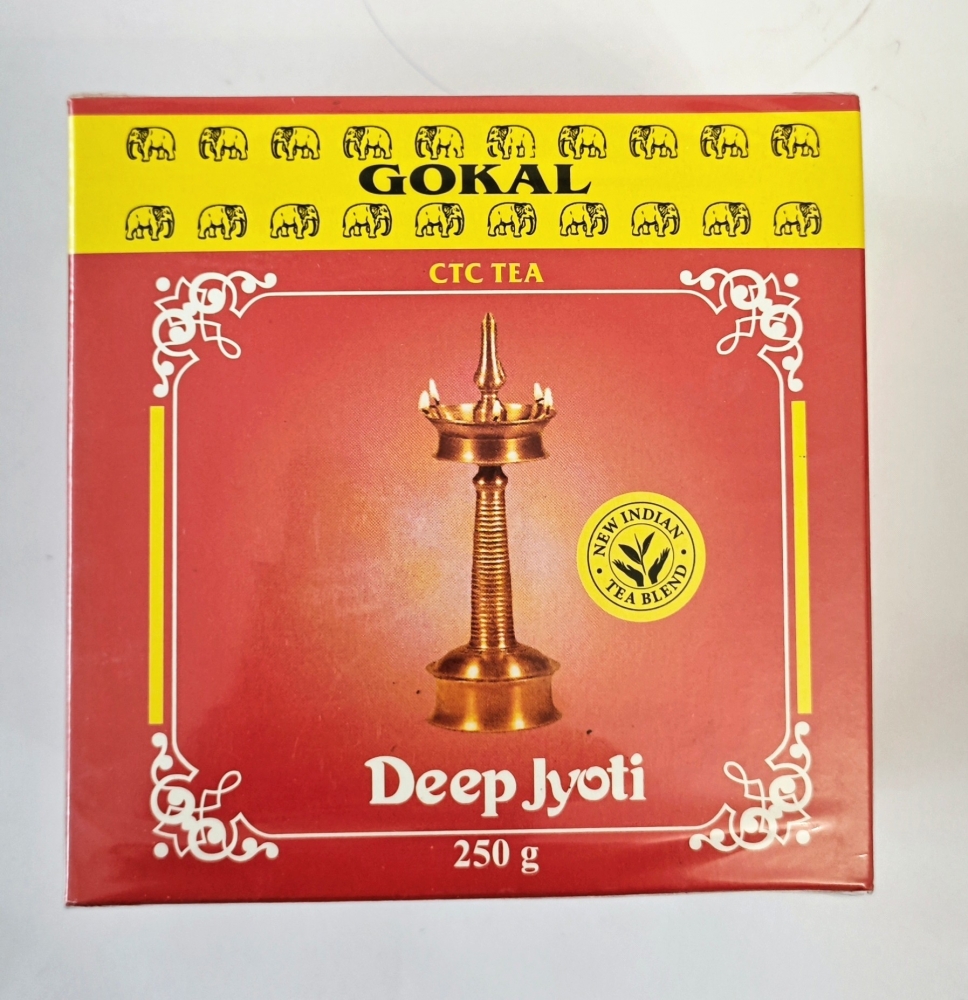 GOKAL
CTC TEA
NEW INDIAN
TEA BLEND
Deep Jyoti
250 g